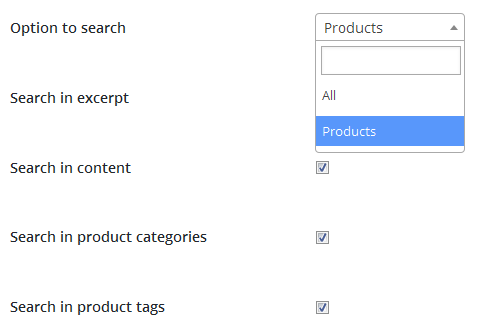 Option to search
Products
All
Search in excerpt
Products
Search in content
Search in product categories
Search in product tags